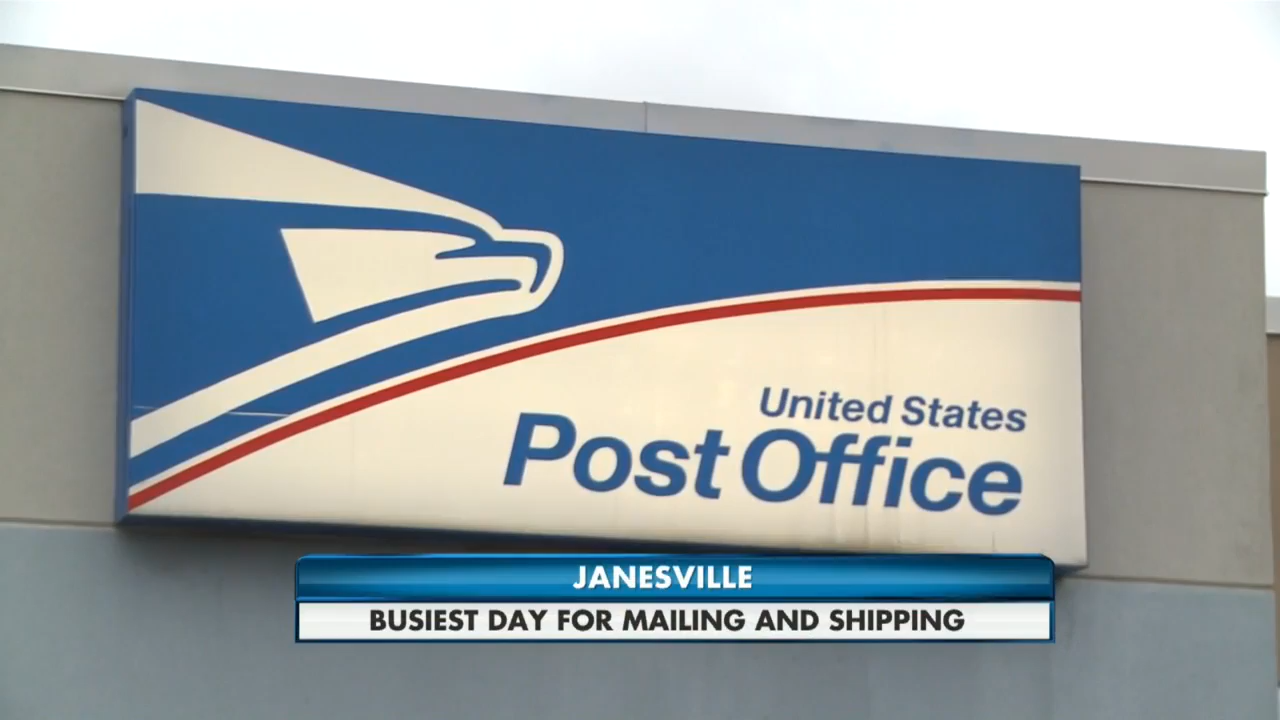 United States
Post Office
JANESVILLE
BUSIEST DAY FOR MAILING AND SHIPPING